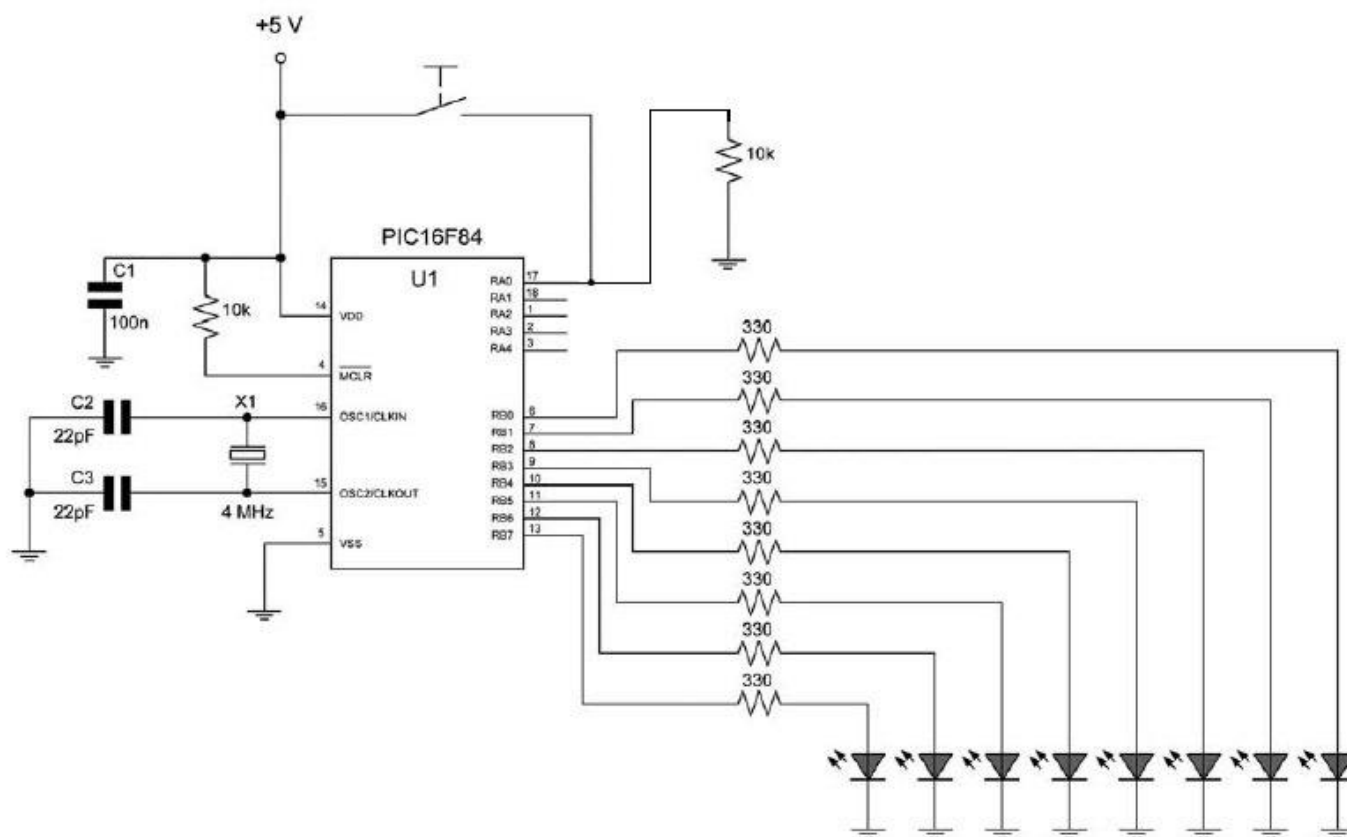 +5 V
10k
PIC16F84
U1
C1
100n
10k
14
VDD
4
MCLR
C2
22pF
X1
16
OSC1/CLKIN
C3
22pF
4 MHz
15
OSC2/CLKOUT
5
VSS
RA0
17
RA1
18
RA2
1
RA3
2
RA4
3
RB0
6
RB1
7
RB2
8
RB3
9
RB4
10
RB5
11
RB6
12
RB7
13
330
330
330
330
330
330
330
330